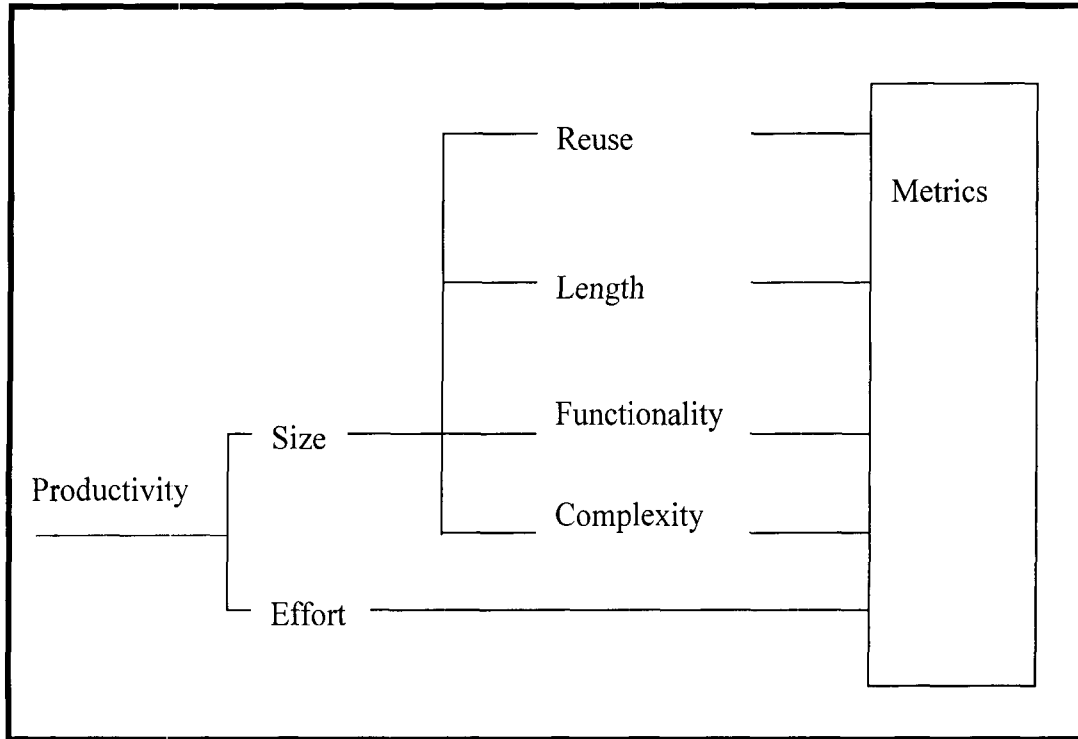 Reuse
Metrics
Length
Functionality
Size
Productivity
Complexity
Effort